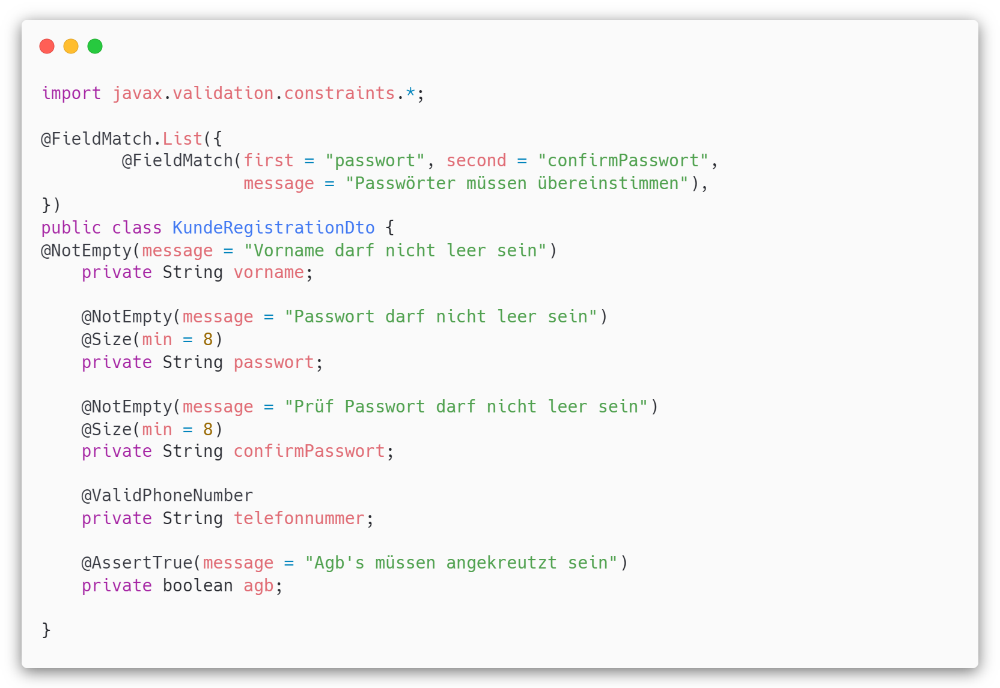 import javax.validation.constraints.*;
@FieldMatch.List({
        @FieldMatch(first = "passwort", second = "confirmPasswort",
                    message = "Passwörter müssen übereinstimmen"),
})
public class KundeRegistrationDto {
@NotEmpty(message = "Vorname darf nicht leer sein")
    private String vorname;
    @NotEmpty(message = "Passwort darf nicht leer sein")
    @Size(min = 8)
    private String passwort;
    @NotEmpty(message = "Prüf Passwort darf nicht leer sein")
    @Size(min = 8)
    private String confirmPasswort;
    @ValidPhoneNumber
    private String telefonnummer;
    @AssertTrue(message = "Agb's müssen angekreutzt sein")
    private boolean agb;
}